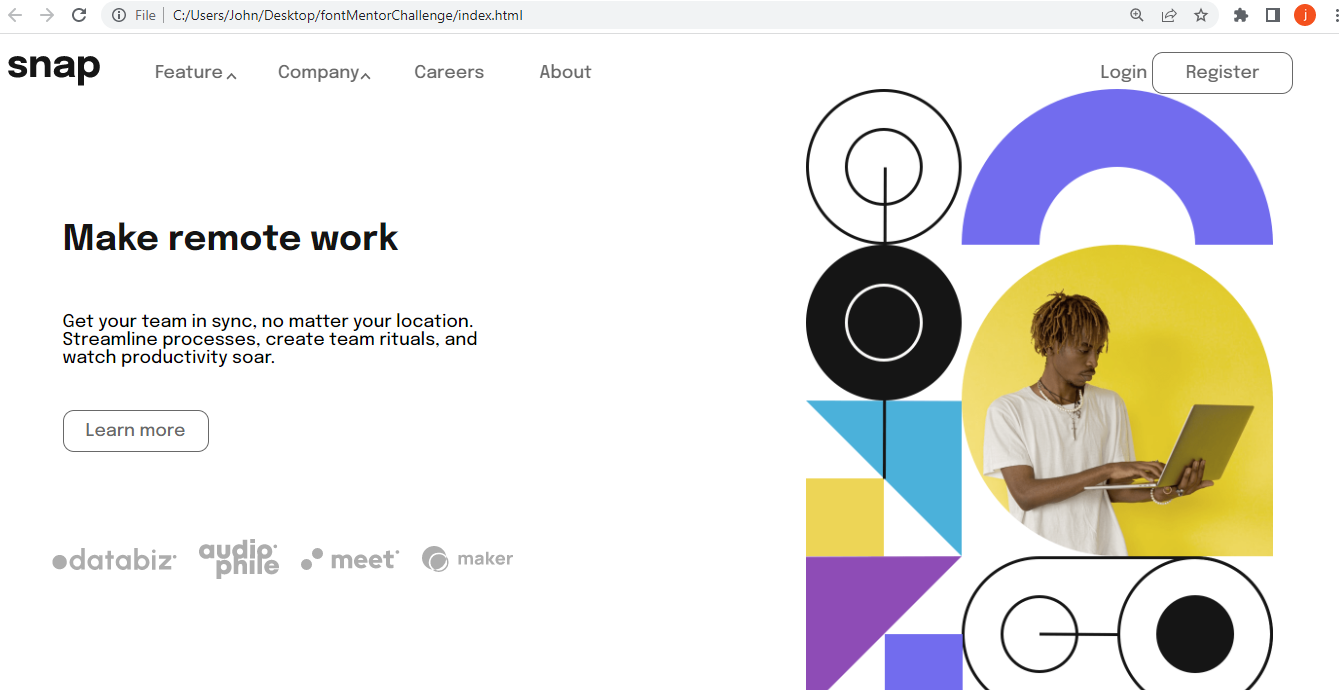 File C:/Users/John/Desktop/fontMentorChallenge/index.html j
snap Feature Company Careers About Login Register
Make remote work
Get your team in sync, no matter your location.
Streamline processes, create team rituals, and
watch productivity soar.
Learn more
databiz audiophile meet maker